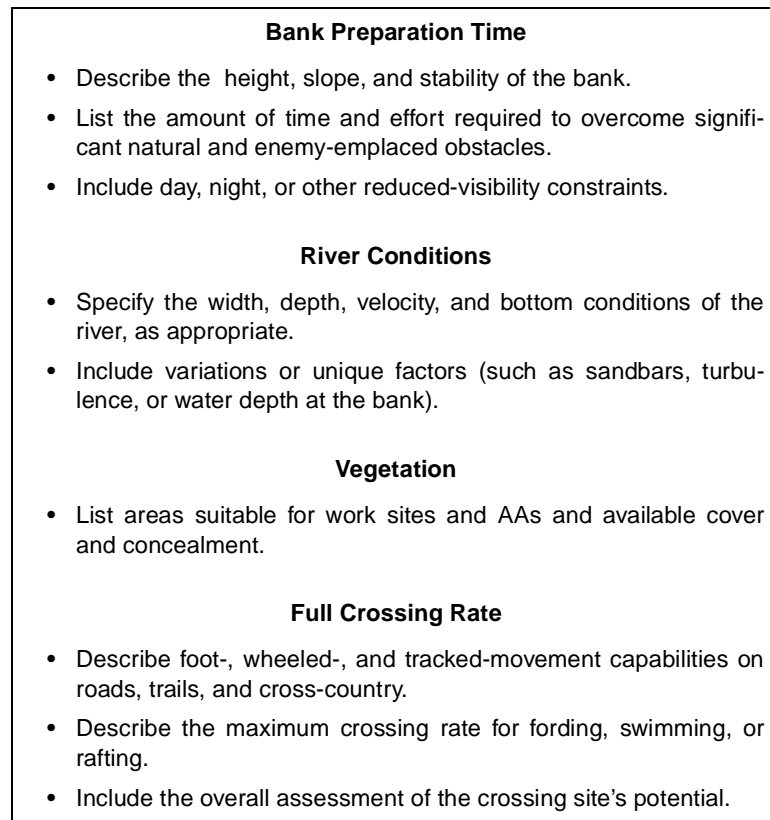 Bank Preparation Time
• Describe the height, slope, and stability of the bank.
• List the amount of time and effort required to overcome signifi-
cant natural and enemy-emplaced obstacles.
• Include day, night, or other reduced-visibility constraints.
River Conditions
• Specify the width, depth, velocity, and bottom conditions of the
river, as appropriate.
• Include variations or unique factors (such as sandbars, turbu-
lence, or water depth at the bank).
Vegetation
• List areas suitable for work sites and AAs and available cover
and concealment.
Full Crossing Rate
• Describe foot-, wheeled-, and tracked-movement capabilities on
roads, trails, and cross-country.
• Describe the maximum crossing rate for fording, swimming, or
rafting.
• Include the overall assessment of the crossing site's potential.